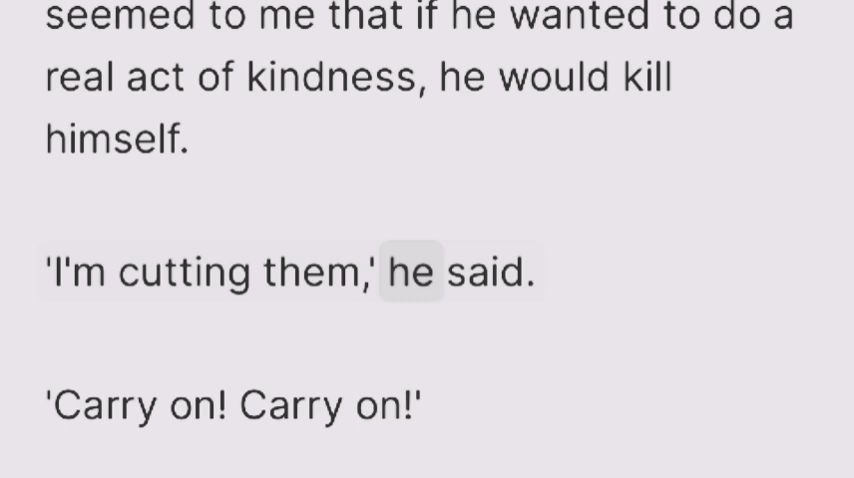 seemed to me that if he wanted to do a
real act of kindness, he would kill
himself.
'I'm cutting them,' he said.
'Carry on! Carry on!'